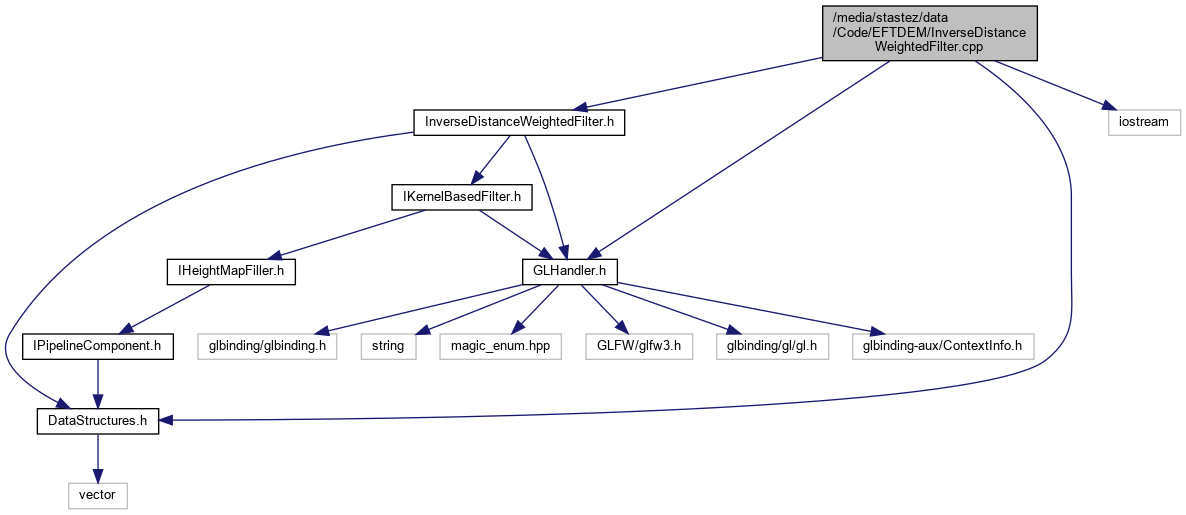 /media/stastez/data
/Code/EFTDEM/InverseDistance
WeightedFilter.cpp
InverseDistanceWeightedFilter.h
iostream
IKernelBasedFilter.h
IHeightMapFiller.h
GLHandler.h
IPipelineComponent.h
glbinding/glbinding.h
string
magic_enum.hpp
GLFW/glfw3.h
glbinding/gl/gl.h
glbinding-aux/ContextInfo.h
DataStructures.h
vector